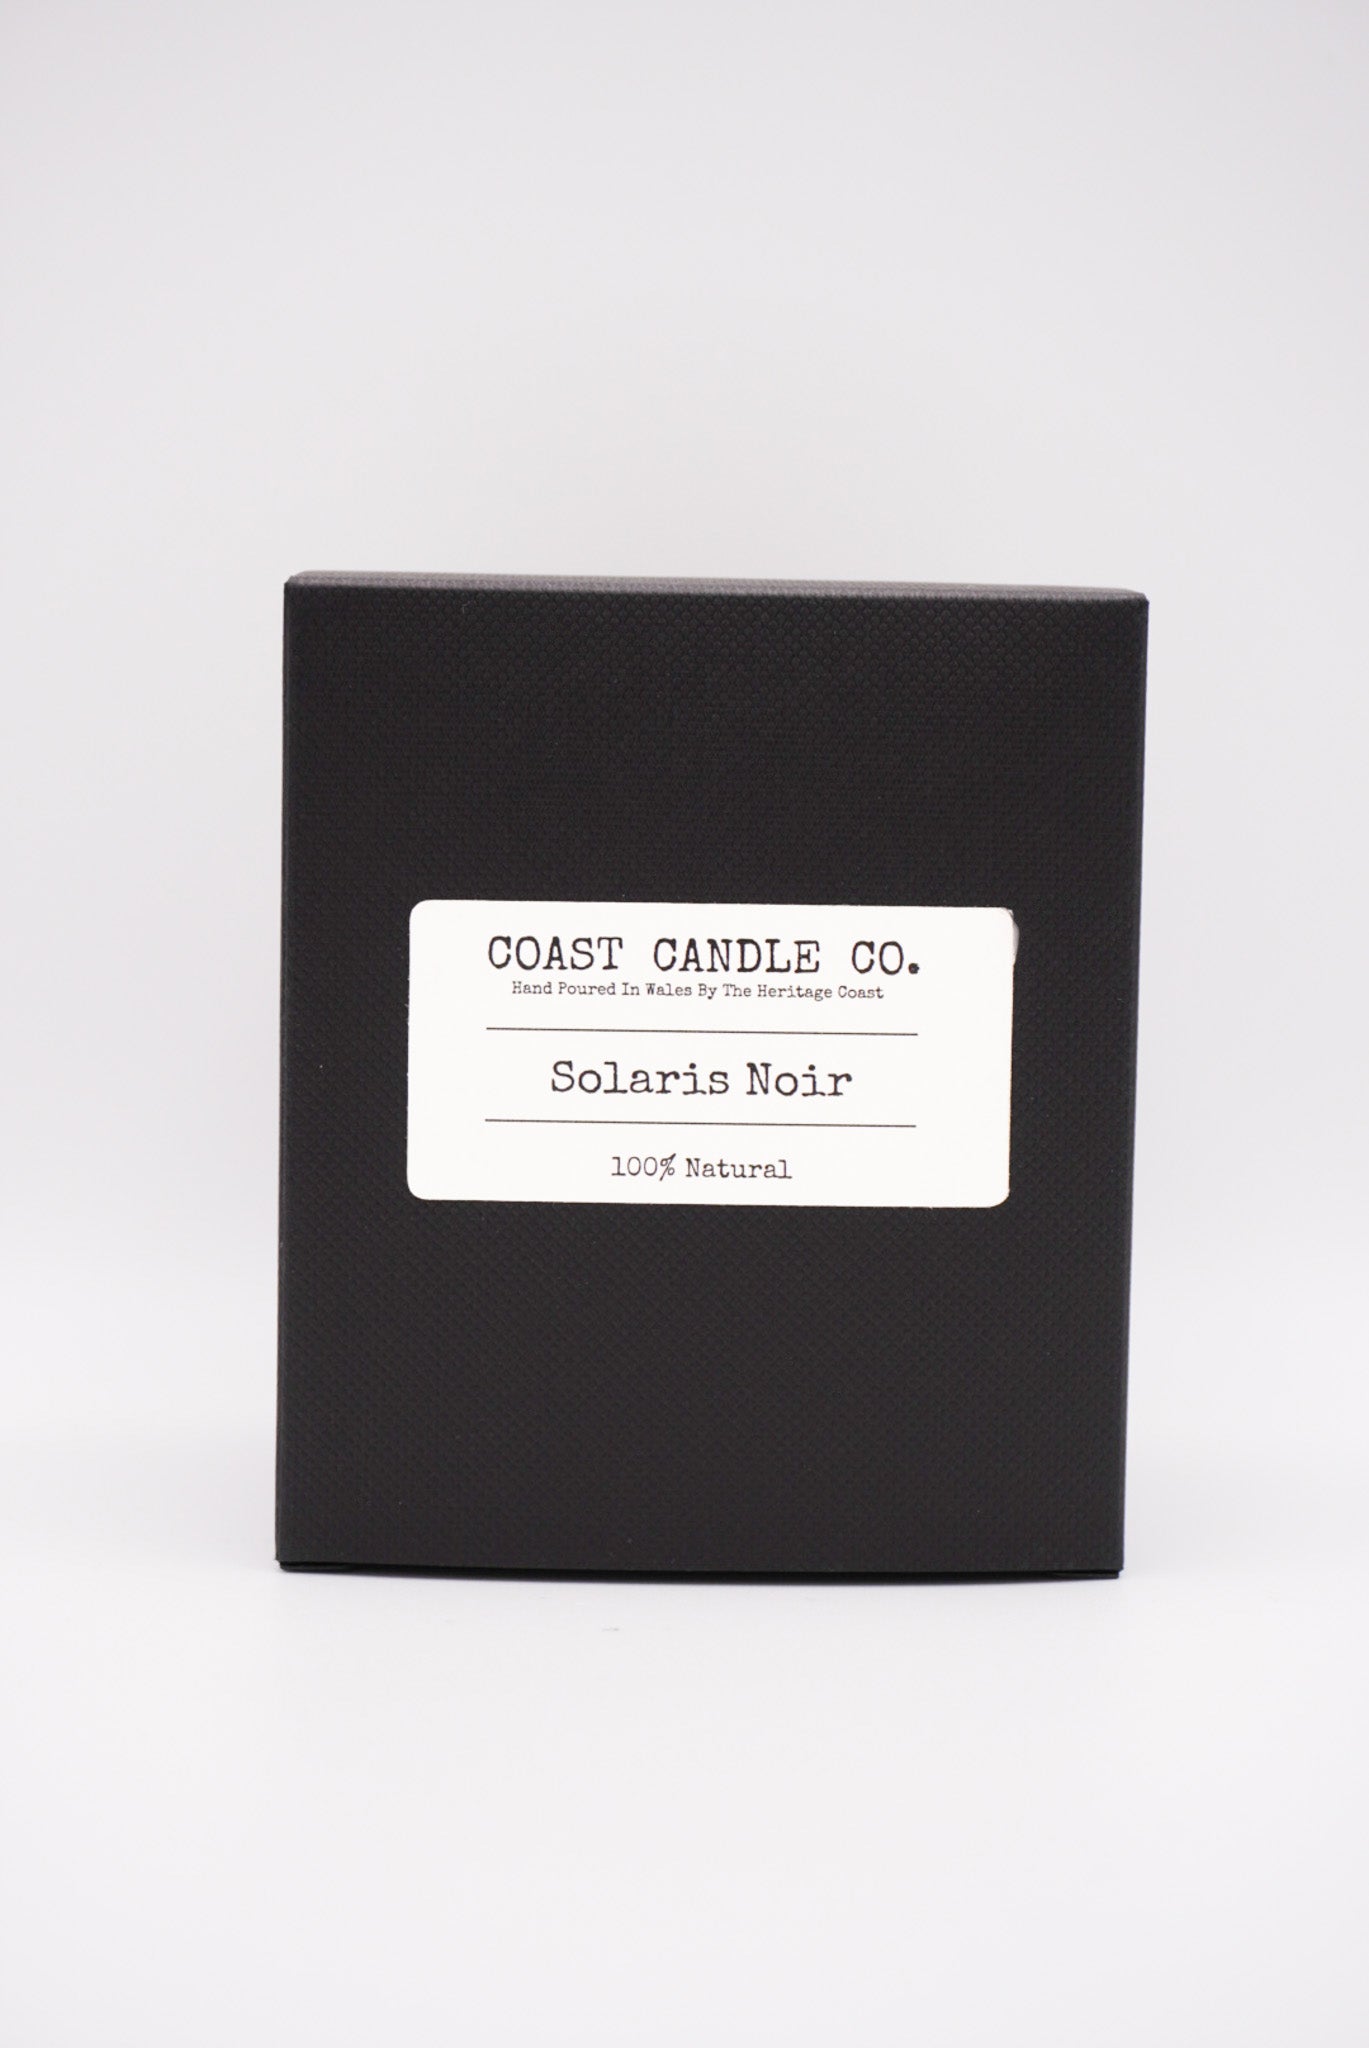 COAST CANDLE CO.
Hand Poured In Wales By The Heritage Coast
Solaris Noir
100% Natural